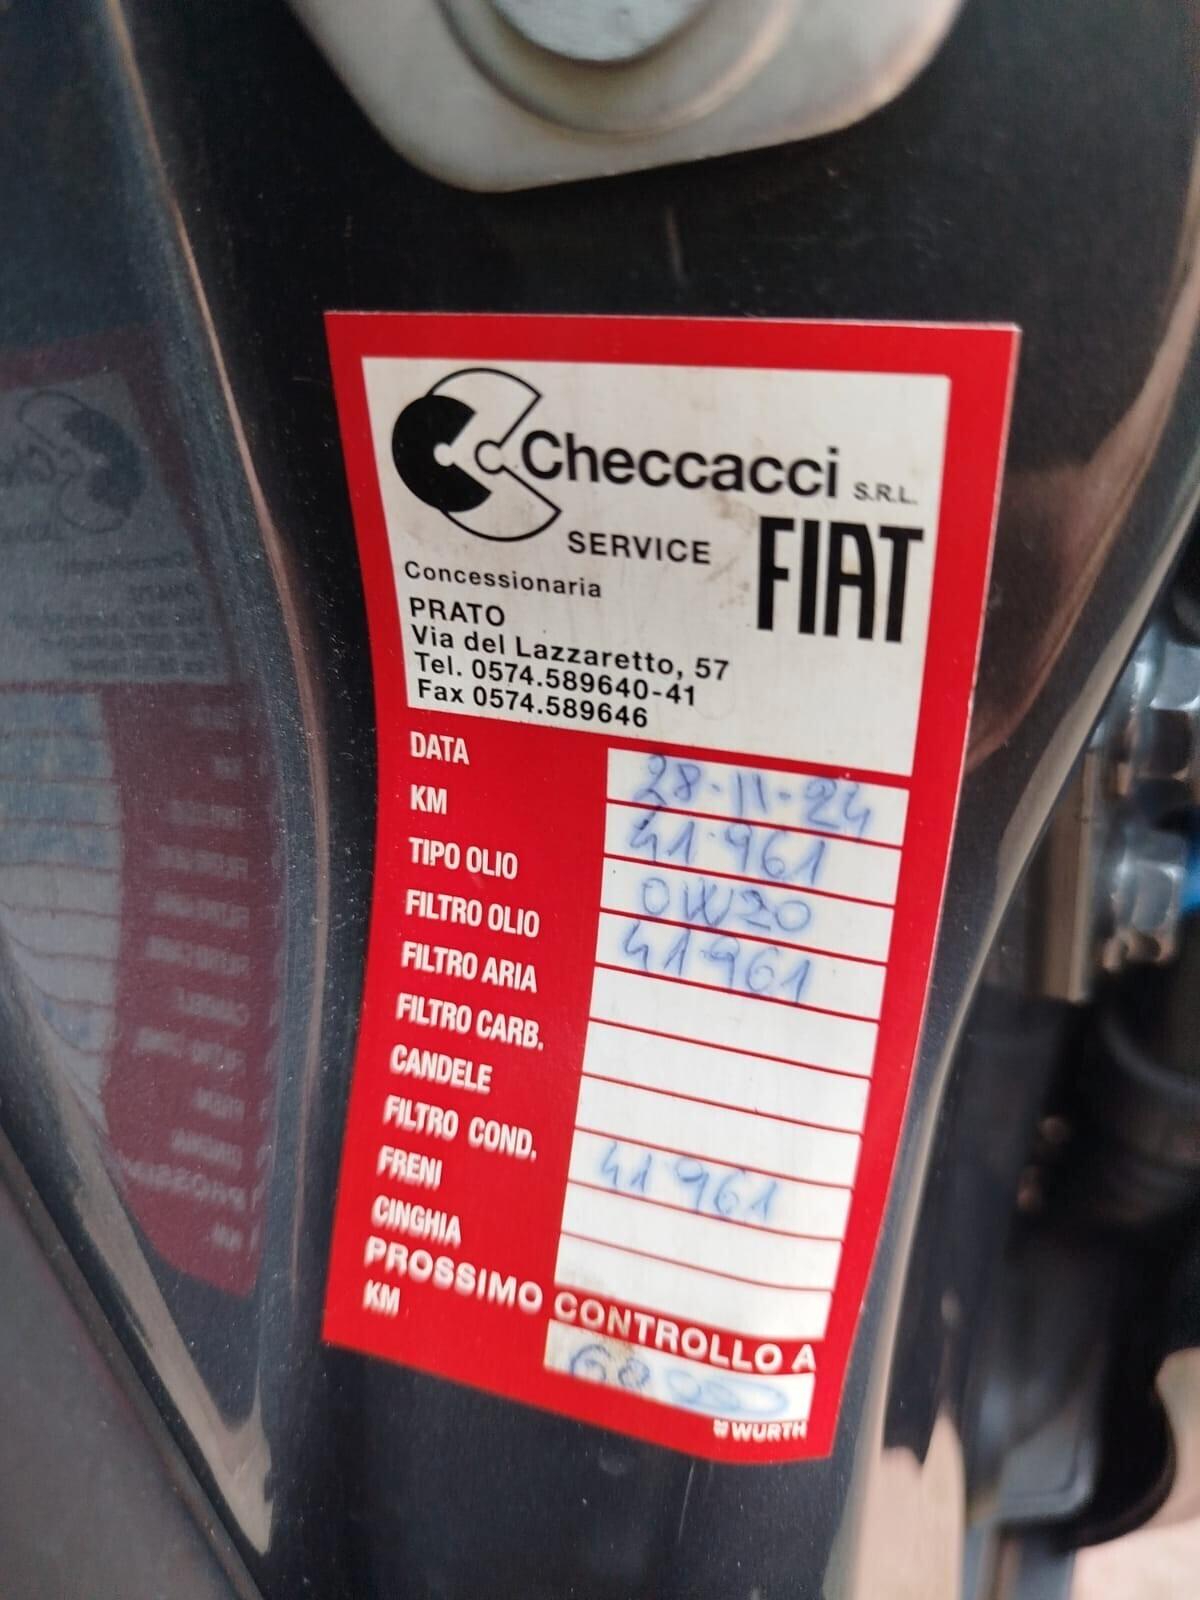 Checcacci S.R.L.
SERVICE FIAT
Concessionaria
PRATO
Via del Lazzaretto, 57
Tel. 0574.589640-41
Fax 0574.589646
DATA 28-11-24
KM 41961
TIPO OLIO 0W20
FILTRO OLIO 41961
FILTRO ARIA
FILTRO CARB.
CANDELE
FILTRO COND. 41961
FRENI
CINGHIA
PROSSIMO CONTROLLO A
KM
WÜRTH